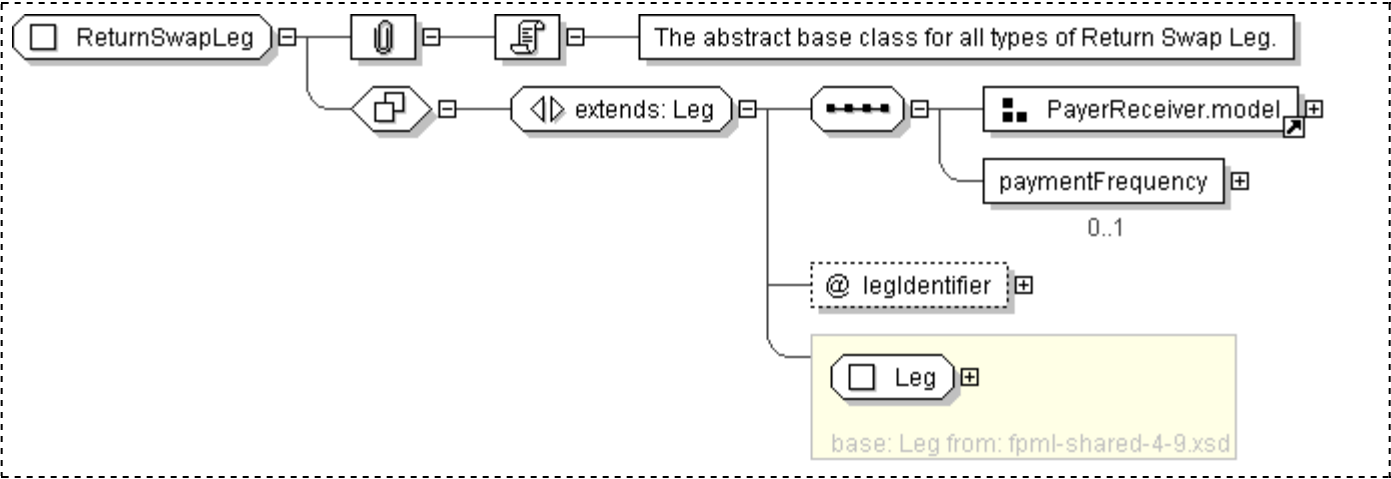 ReturnSwapLeg
The abstract base class for all types of Return Swap Leg.
extends: Leg
PayerReceiver.model
paymentFrequency
0..1
@ legIdentifier
Leg
base: Leg from: fpml-shared-4-9.xsd